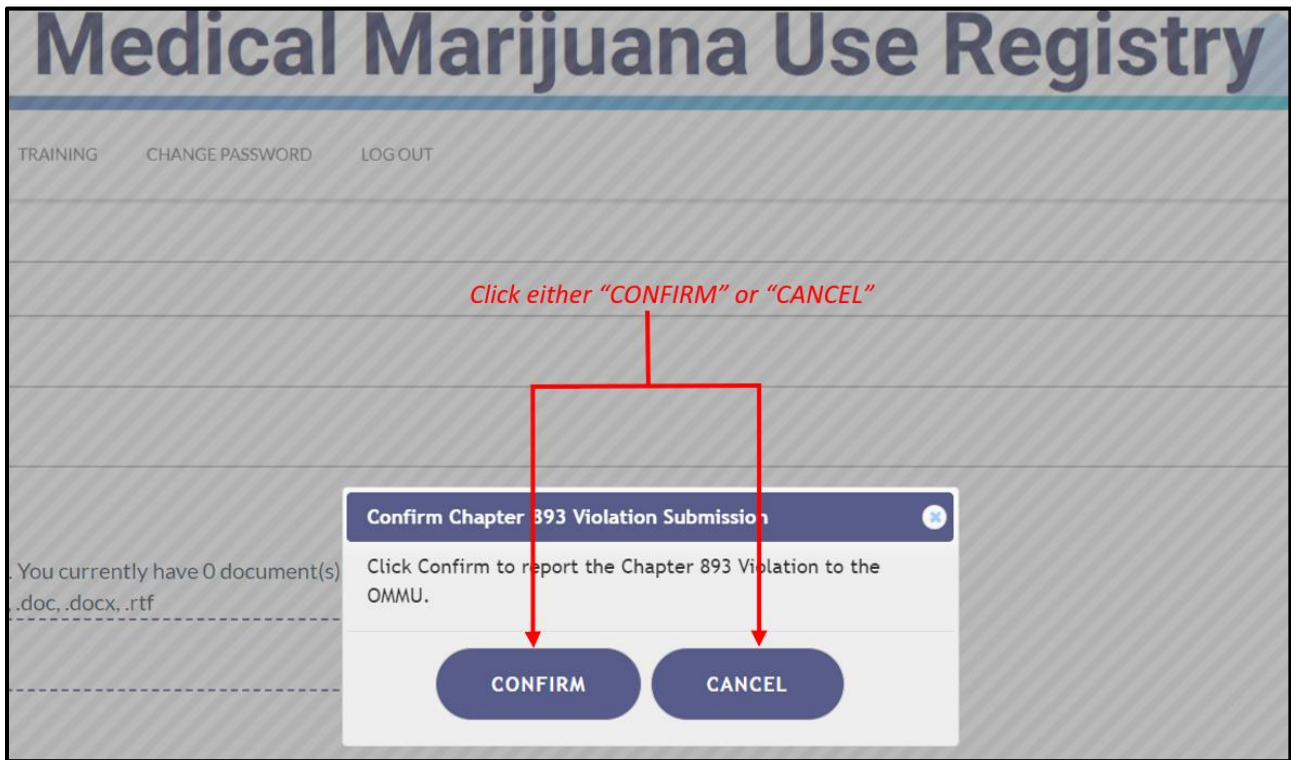 Medical Marijuana Use Registry
TRAINING CHANGE PASSWORD LOG OUT
Click either “CONFIRM” or “CANCEL”
Confirm Chapter 893 Violation Submission
. You currently have 0 document(s)
, .doc, .docx, .rtf
Click Confirm to report the Chapter 893 Violation to the
OMMU.
CONFIRM CANCEL